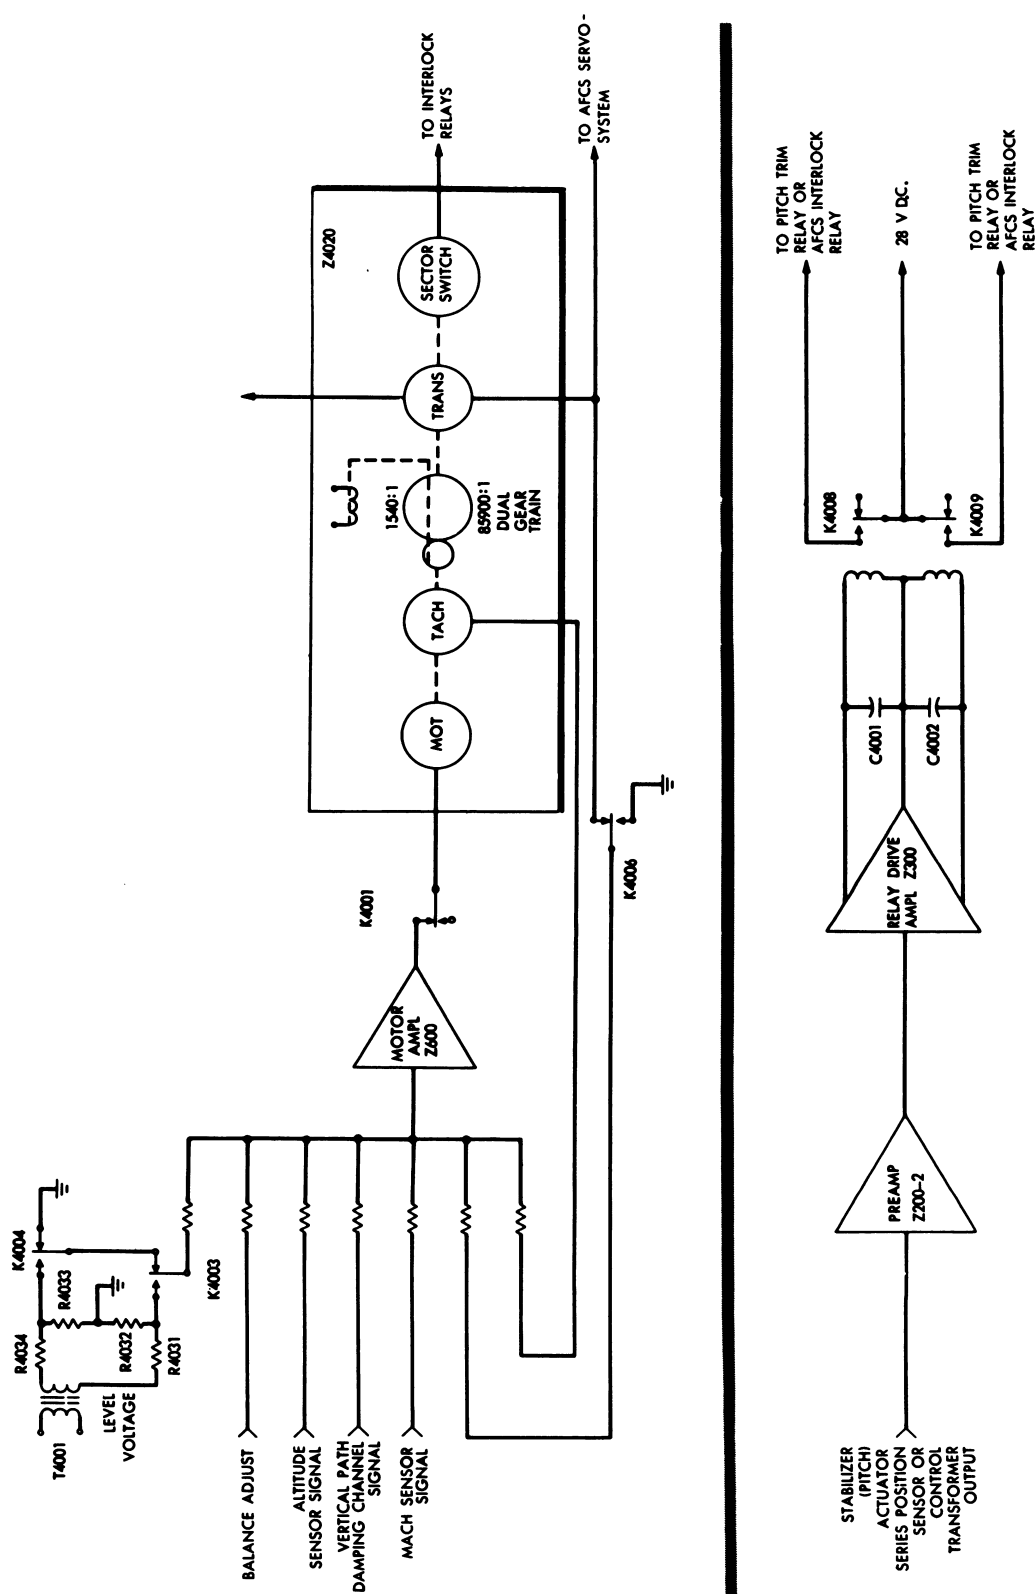 T4001
LEVEL
VOLTAGE
R4034
R4033
R4032
R4031
K4004
K4003
BALANCE ADJUST
ALTITUDE
SENSOR SIGNAL
VERTICAL PATH
DAMPING CHANNEL
SIGNAL
MACH SENSOR
SIGNAL
MOTOR
AMPL
Z600
K4001
K4006
MOT
TACH
1540:1
85900:1
DUAL
GEAR
TRAIN
TRANS
SECTOR
SWITCH
Z4020
TO INTERLOCK
RELAYS
TO AFCS SERVO-
SYSTEM
STABILIZER
(PITCH)
ACTUATOR
SERIES POSITION
SENSOR OR
CONTROL
TRANSFORMER
OUTPUT
PREAMP
Z200-2
RELAY DRIVE
AMPL Z300
C4001
C4002
K4008
K4009
TO PITCH TRIM
RELAY OR
AFCS INTERLOCK
RELAY
28 V D.C.
TO PITCH TRIM
RELAY OR
AFCS INTERLOCK
RELAY